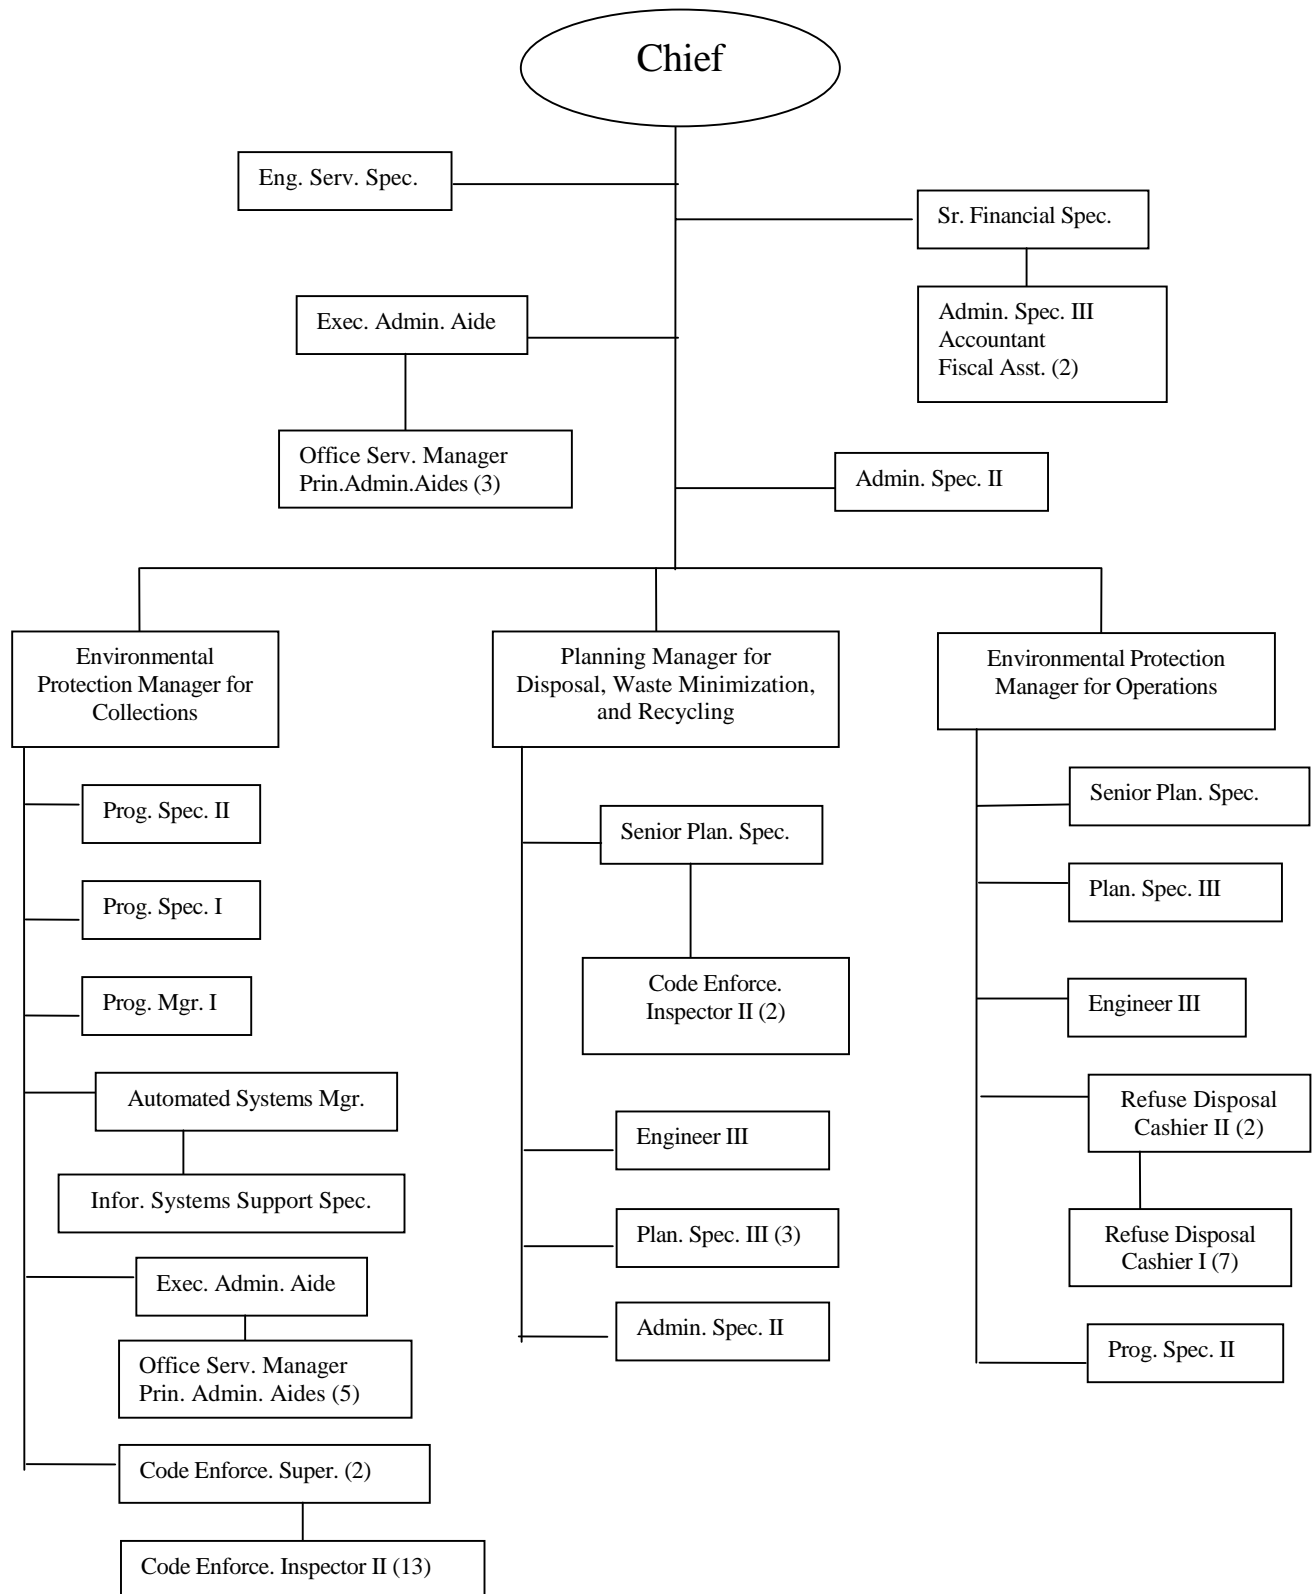 Chief
Eng. Serv. Spec.
Sr. Financial Spec.
Admin. Spec. III
Accountant
Fiscal Asst. (2)
Exec. Admin. Aide
Office Serv. Manager
Prin.Admin.Aides (3)
Admin. Spec. II
Environmental
Protection Manager for
Collections
Prog. Spec. II
Prog. Spec. I
Prog. Mgr. I
Automated Systems Mgr.
Infor. Systems Support Spec.
Exec. Admin. Aide
Office Serv. Manager
Prin. Admin. Aides (5)
Code Enforce. Super. (2)
Code Enforce. Inspector II (13)
Planning Manager for
Disposal, Waste Minimization,
and Recycling
Senior Plan. Spec.
Code Enforce.
Inspector II (2)
Engineer III
Plan. Spec. III (3)
Admin. Spec. II
Environmental Protection
Manager for Operations
Senior Plan. Spec.
Plan. Spec. III
Engineer III
Refuse Disposal
Cashier II (2)
Refuse Disposal
Cashier I (7)
Prog. Spec. II